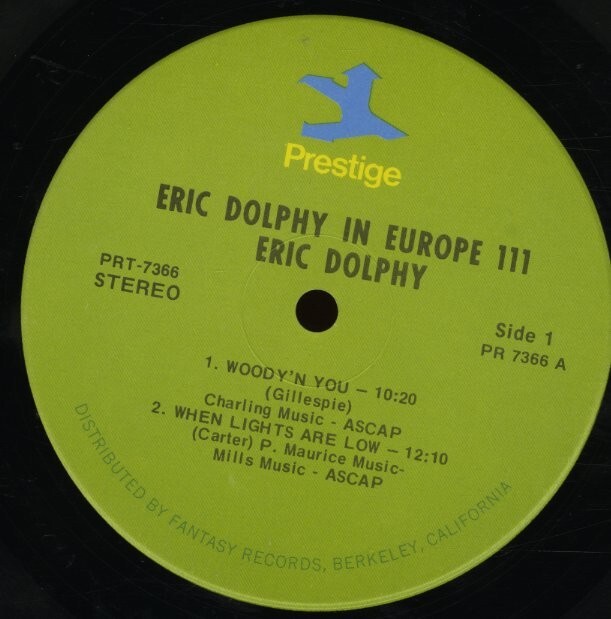 Prestige
ERIC DOLPHY IN EUROPE 111
ERIC DOLPHY
PRT-7366
STEREO
Side 1
PR 7366 A
1. WOODY'N YOU — 10:20
(Gillespie)
Charling Music - ASCAP
2. WHEN LIGHTS ARE LOW — 12:10
(Carter) P. Maurice Music-
Mills Music - ASCAP
DISTRIBUTED BY FANTASY RECORDS, BERKELEY, CALIFORNIA